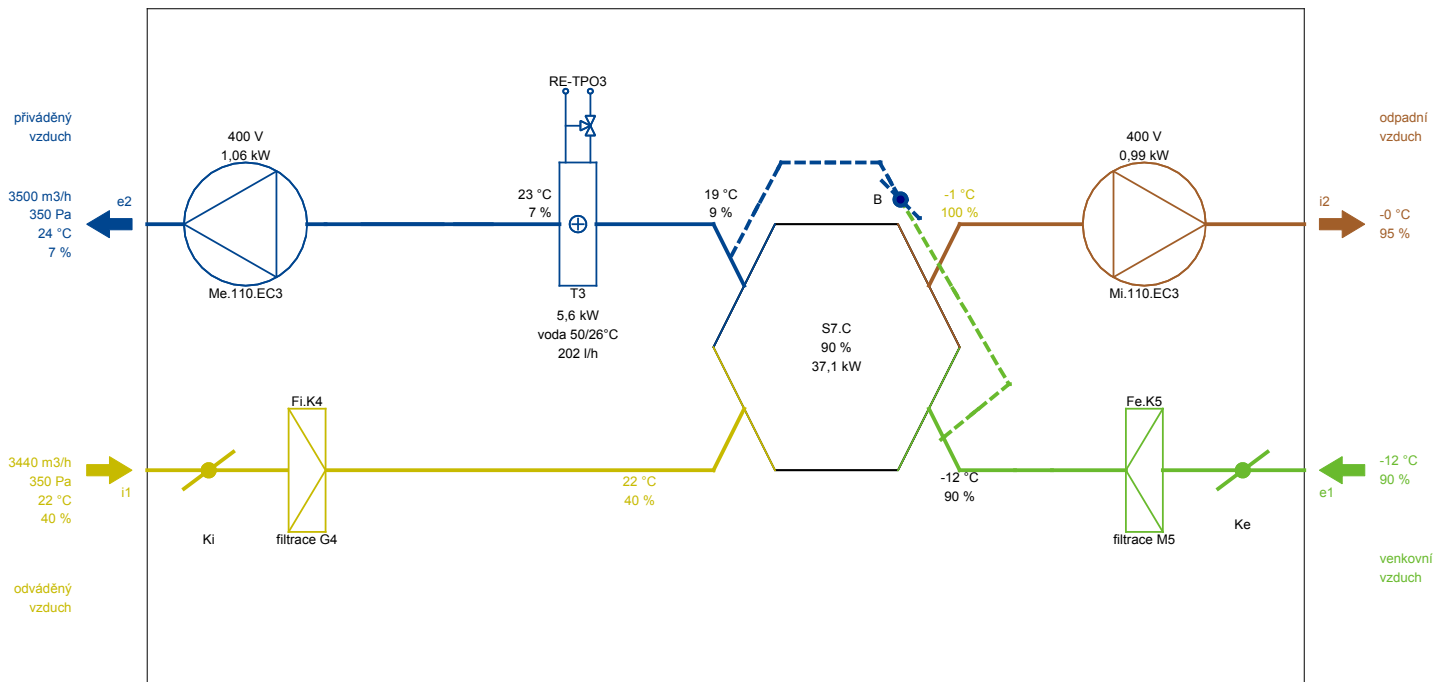 RE-TPO3
přiváděný
vzduch
400 V
1,06 kW
400 V
0,99 kW
odpadní
vzduch
3500 m3/h
350 Pa
24 °C
7 %
e2
23 °C
7 %
19 °C
9 %
B
-1 °C
100 %
i2
-0 °C
95 %
Me.110.EC3
T3
5,6 kW
voda 50/26°C
202 l/h
Mi.110.EC3
S7.C
90 %
37,1 kW
Fi.K4
Fe.K5
3440 m3/h
350 Pa
22 °C
40 %
i1
22 °C
40 %
-12 °C
90 %
-12 °C
90 %
e1
Ki
filtrace G4
filtrace M5
Ke
odváděný
vzduch
venkovní
vzduch